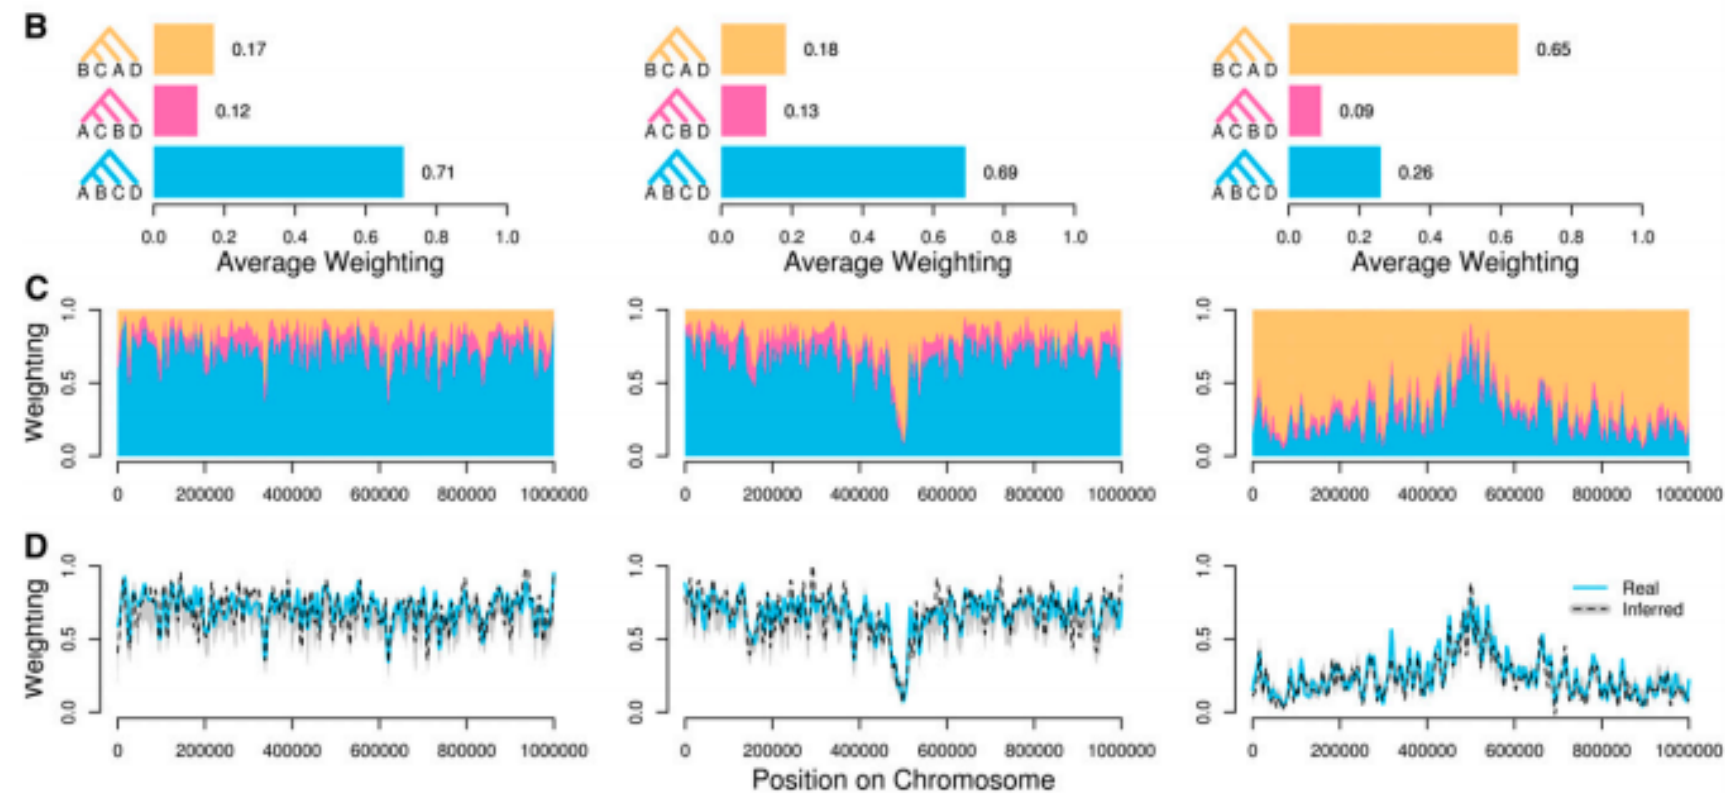 B
B C A D 0.17
A C B D 0.12
A B C D 0.71
0.0 0.2 0.4 0.6 0.8 1.0
Average Weighting
B C A D 0.18
A C B D 0.13
A B C D 0.69
0.0 0.2 0.4 0.6 0.8 1.0
Average Weighting
B C A D 0.65
A C B D 0.09
A B C D 0.26
0.0 0.2 0.4 0.6 0.8 1.0
Average Weighting
C
Weighting
1.0
0.5
0.0
0 200000 400000 600000 800000 1000000
1.0
0.5
0.0
0 200000 400000 600000 800000 1000000
1.0
0.5
0.0
0 200000 400000 600000 800000 1000000
D
Weighting
1.0
0.5
0.0
0 200000 400000 600000 800000 1000000
1.0
0.5
0.0
0 200000 400000 600000 800000 1000000
1.0
0.5
0.0
Real
Inferred
0 200000 400000 600000 800000 1000000
Position on Chromosome